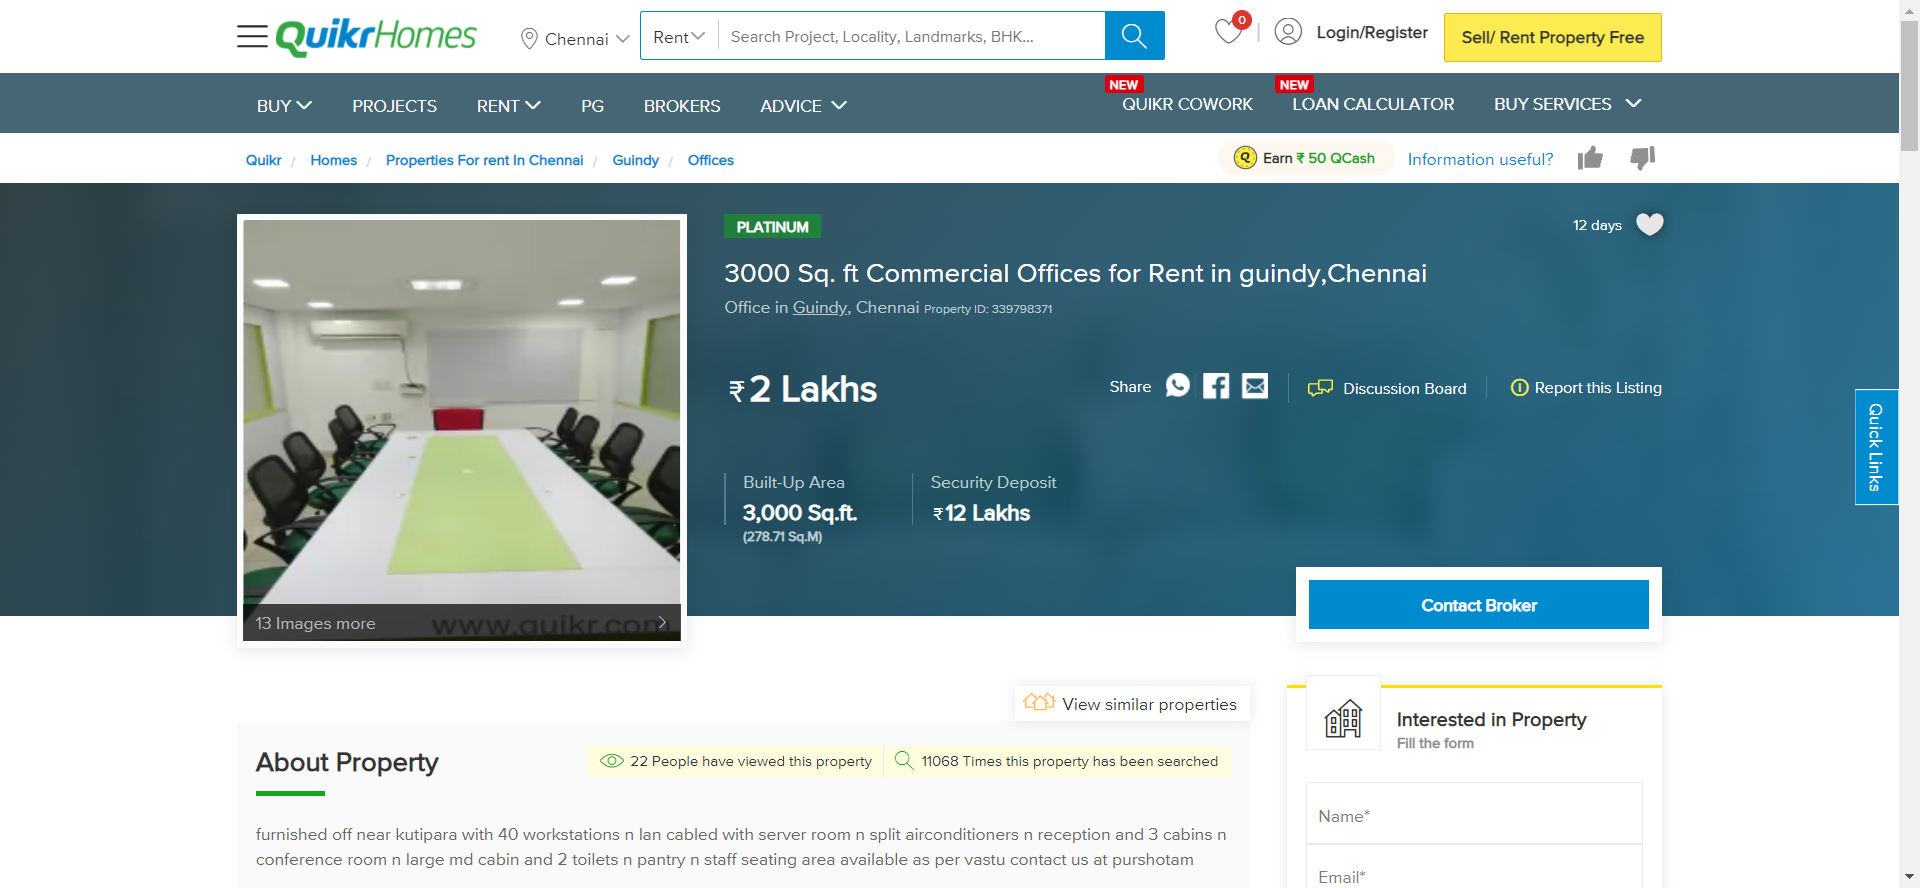 QuikrHomes
Chennai
Rent
Search Project, Locality, Landmarks, BHK...
0
Login/Register
Sell/ Rent Property Free
BUY
PROJECTS
RENT
PG
BROKERS
ADVICE
NEW
QUIKR COWORK
NEW
LOAN CALCULATOR
BUY SERVICES
Quikr / Homes / Properties For rent In Chennai / Guindy / Offices
Q Earn ₹ 50 QCash
Information useful?
PLATINUM
12 days
3000 Sq. ft Commercial Offices for Rent in guindy,Chennai
Office in Guindy, Chennai Property ID: 339798371
₹2 Lakhs
Share
Discussion Board
Report this Listing
Quick Links
Built-Up Area
3,000 Sq.ft.
(278.71 Sq.M)
Security Deposit
₹12 Lakhs
13 Images more
www.quikr.com
Contact Broker
View similar properties
About Property
22 People have viewed this property
11068 Times this property has been searched
furnished off near kutipara with 40 workstations n lan cabled with server room n split airconditioners n reception and 3 cabins n
conference room n large md cabin and 2 toilets n pantry n staff seating area available as per vastu contact us at purshotam
Interested in Property
Fill the form
Name*
Email*